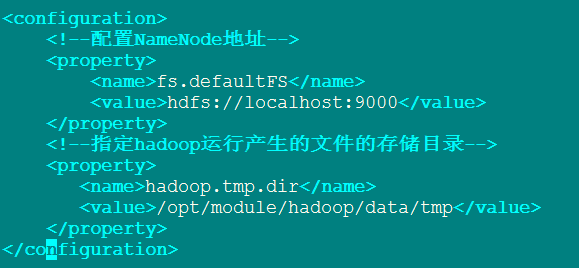 <configuration>
<!--配置NameNode地址-->
<property>
<name>fs.defaultFS</name>
<value>hdfs://localhost:9000</value>
</property>
<!--指定hadoop运行产生的文件的存储目录-->
<property>
<name>hadoop.tmp.dir</name>
<value>/opt/module/hadoop/data/tmp</value>
</property>
</configuration>